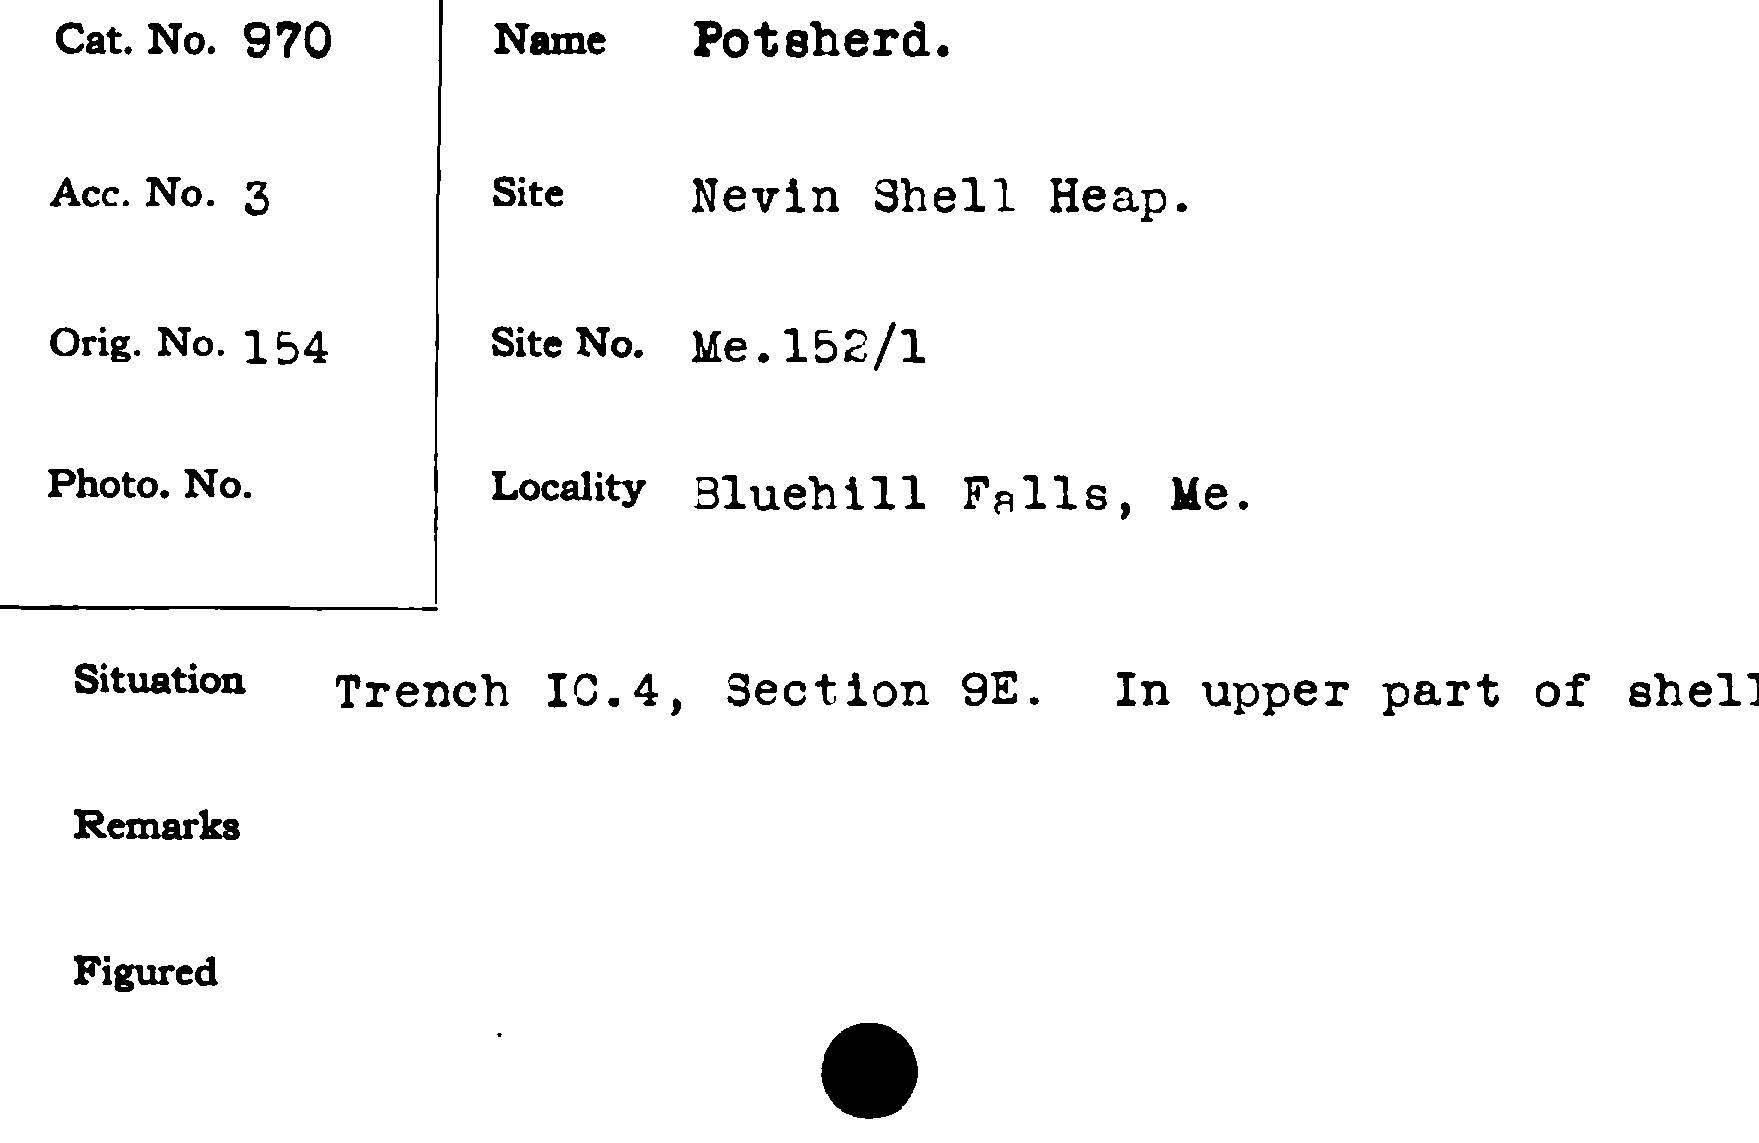 Cat. No. 970
Name Potsherd.
Acc. No. 3
Site Nevin Shell Heap.
Orig. No. 154
Site No. Me.152/1
Photo. No.
Locality Bluehill Falls, Me.
Situation Trench IC.4, Section 9E. In upper part of shell
Remarks
Figured